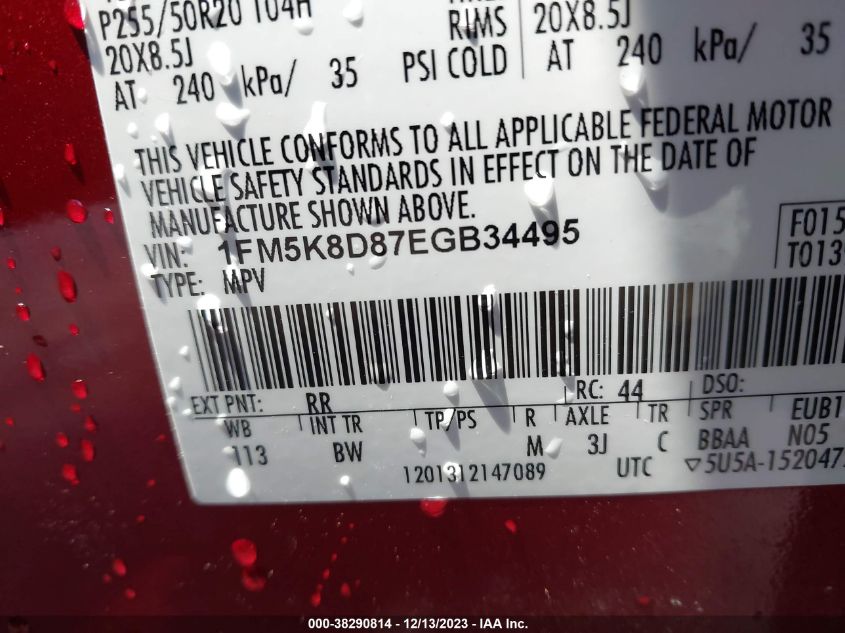 P255/50R20 104H
20X8.5J
AT 240 kPa/ 35
RIMS 20X8.5J
PSI COLD AT 240 kPa/ 35
THIS VEHICLE CONFORMS TO ALL APPLICABLE FEDERAL MOTOR
VEHICLE SAFETY STANDARDS IN EFFECT ON THE DATE OF
MANUFACTURE SHOWN ABOVE.
VIN: 1FM5K8D87EGB34495
TYPE: MPV
F015
T013
EXT PNT: RR RC: 44 DSO:
WB INT TR TP/PS R AXLE TR SPR EUB1
113 BW M 3J C BBAA N05
1201312147089 UTC ▽5U5A-152047
000-38290814 - 12/13/2023 - IAA Inc.